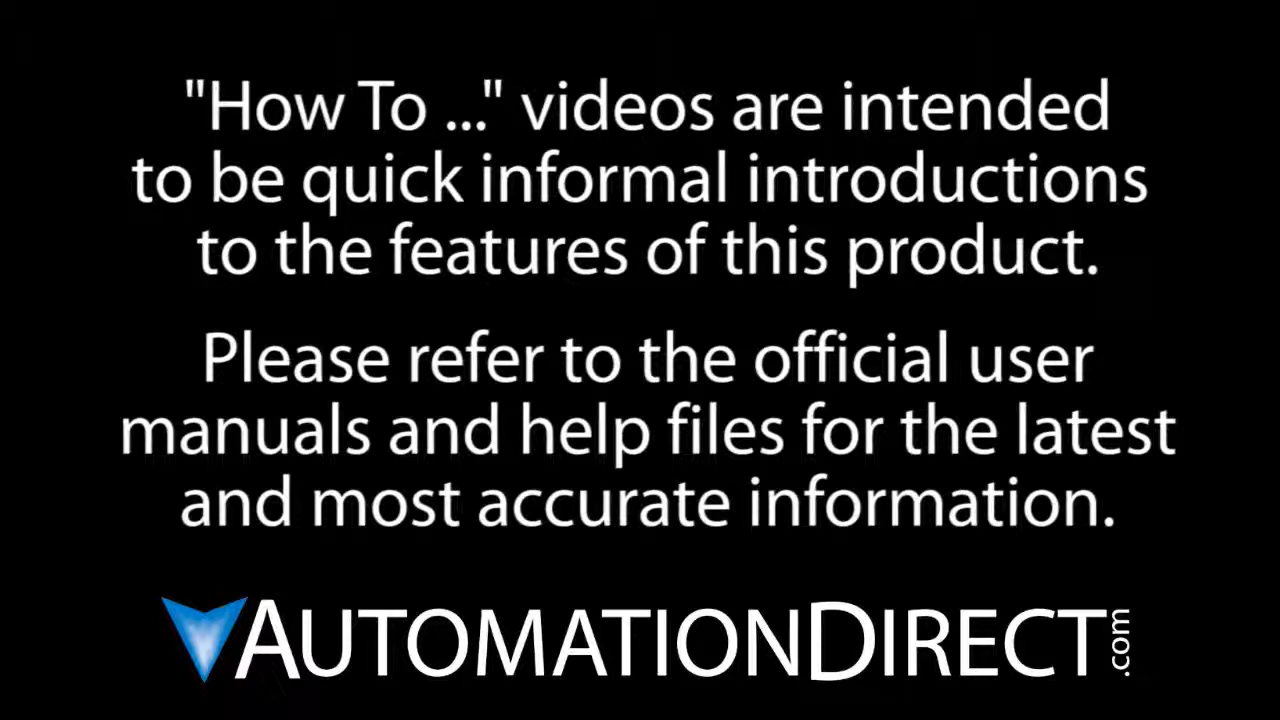 "How To ..." videos are intended
to be quick informal introductions
to the features of this product.
Please refer to the official user
manuals and help files for the latest
and most accurate information.
AUTOMATIONDIRECT.com